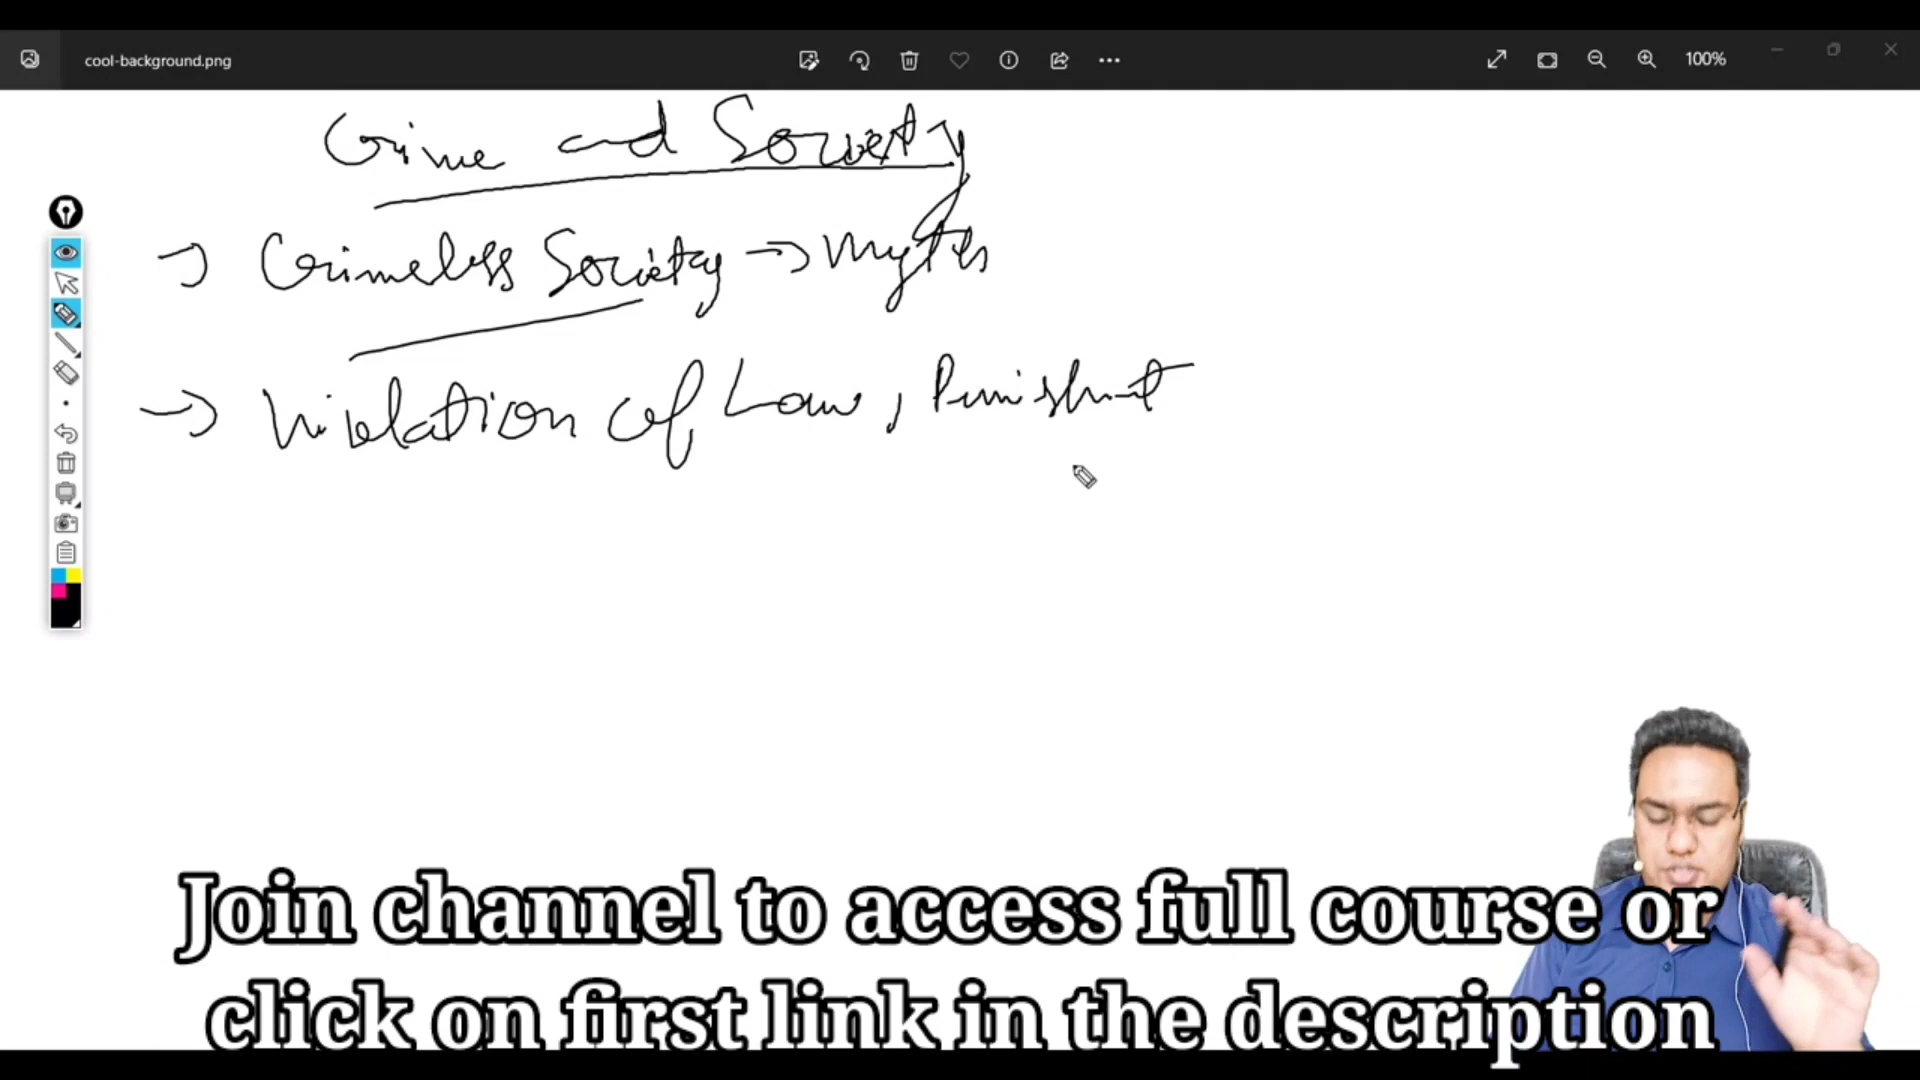 cool-background.png
100%
Crime and Society
→ Crimeless Society → Myth
→ Violation of Law, Punishment
Join channel to access full course or
click on first link in the description